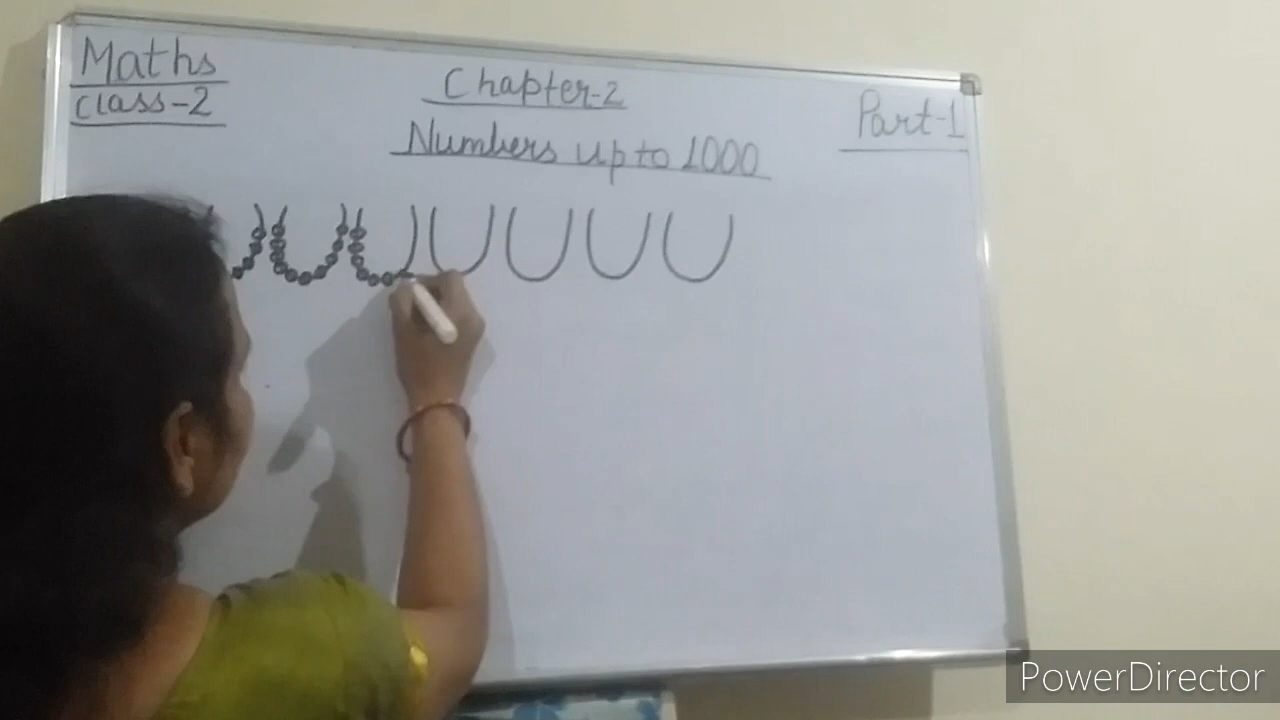 Maths
Class-2
Chapter-2
Part-1
Numbers up to 1000
PowerDirector